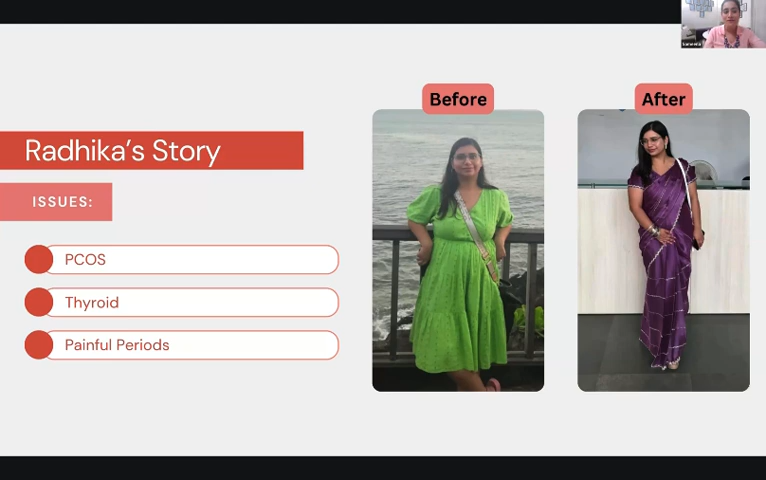 Radhika's Story
ISSUES:
PCOS
Thyroid
Painful Periods
Before
After